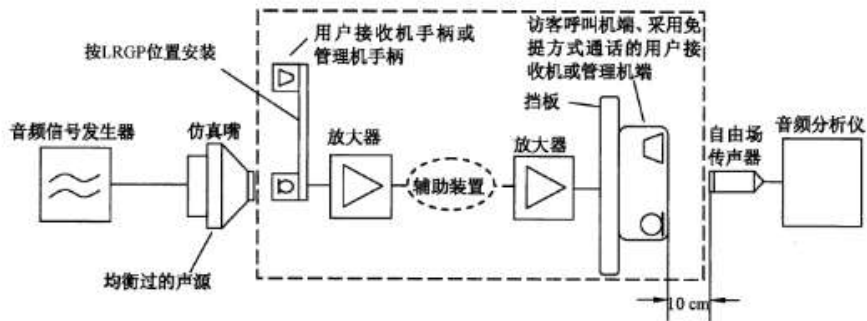 用户接收机手柄或
管理机手柄
按LRGP位置安装
访客呼叫机端、采用免
提方式通话的用户接
收机或管理机端
挡板
音频信号发生器
仿真嘴
放大器
放大器
辅助装置
自由场
传声器
音频分析仪
均衡过的声源
10 cm